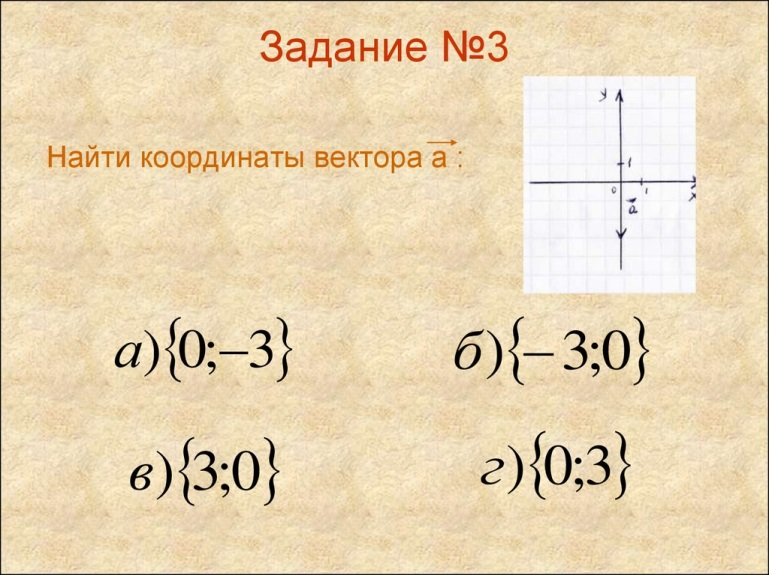 Задание №3
Найти координаты вектора а :
у
1
0
1
х
a
а){0;–3}
б){– 3;0}
в){3;0}
г){0;3}